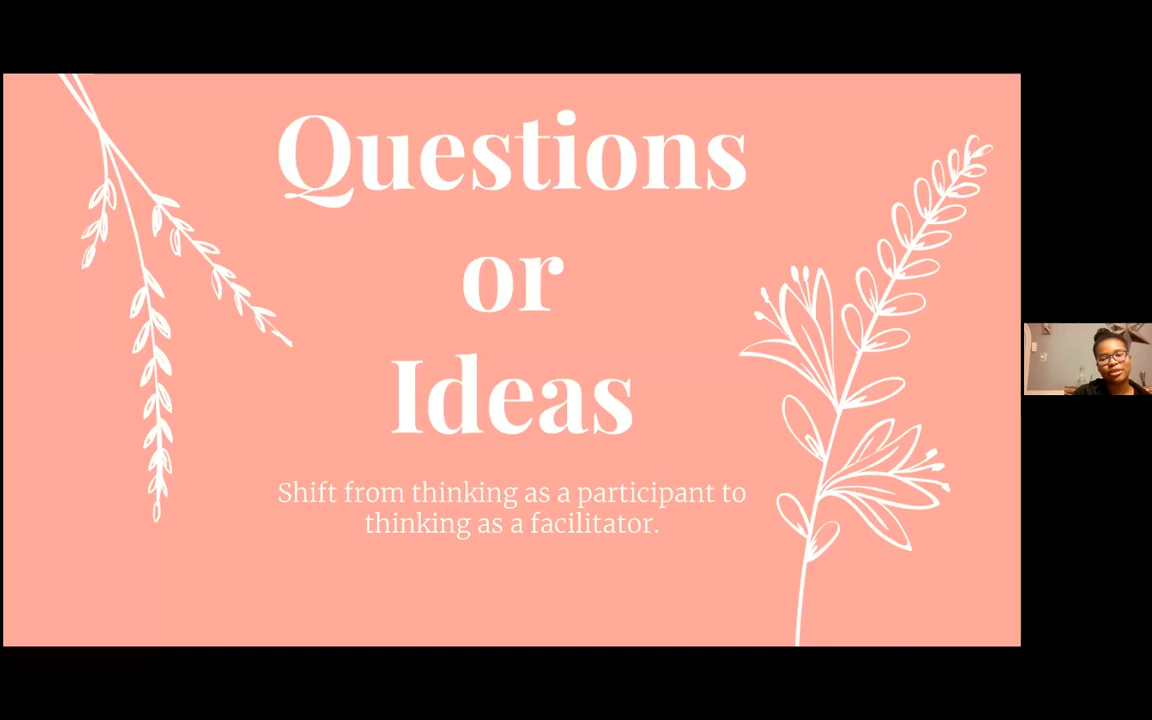 Questions
or
Ideas
Shift from thinking as a participant to
thinking as a facilitator.